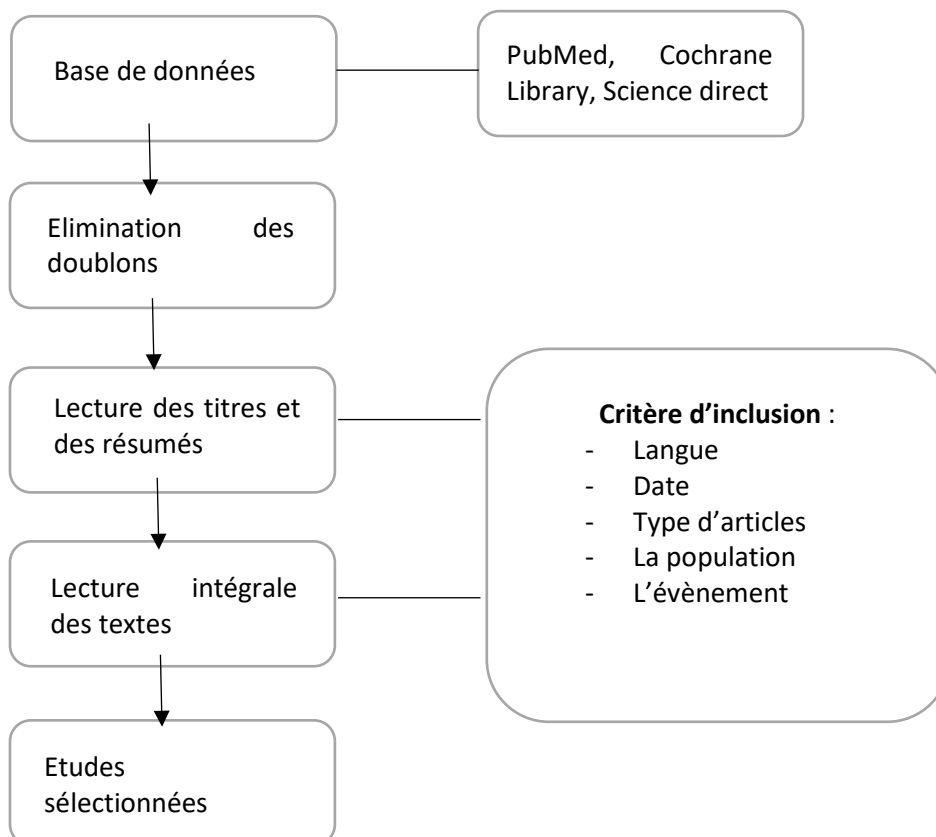 Base de données
PubMed, Cochrane
Library, Science direct
Elimination des
doublons
Lecture des titres et
des résumés
Critère d’inclusion :
- Langue
- Date
- Type d’articles
- La population
- L’évènement
Lecture intégrale
des textes
Etudes
sélectionnées